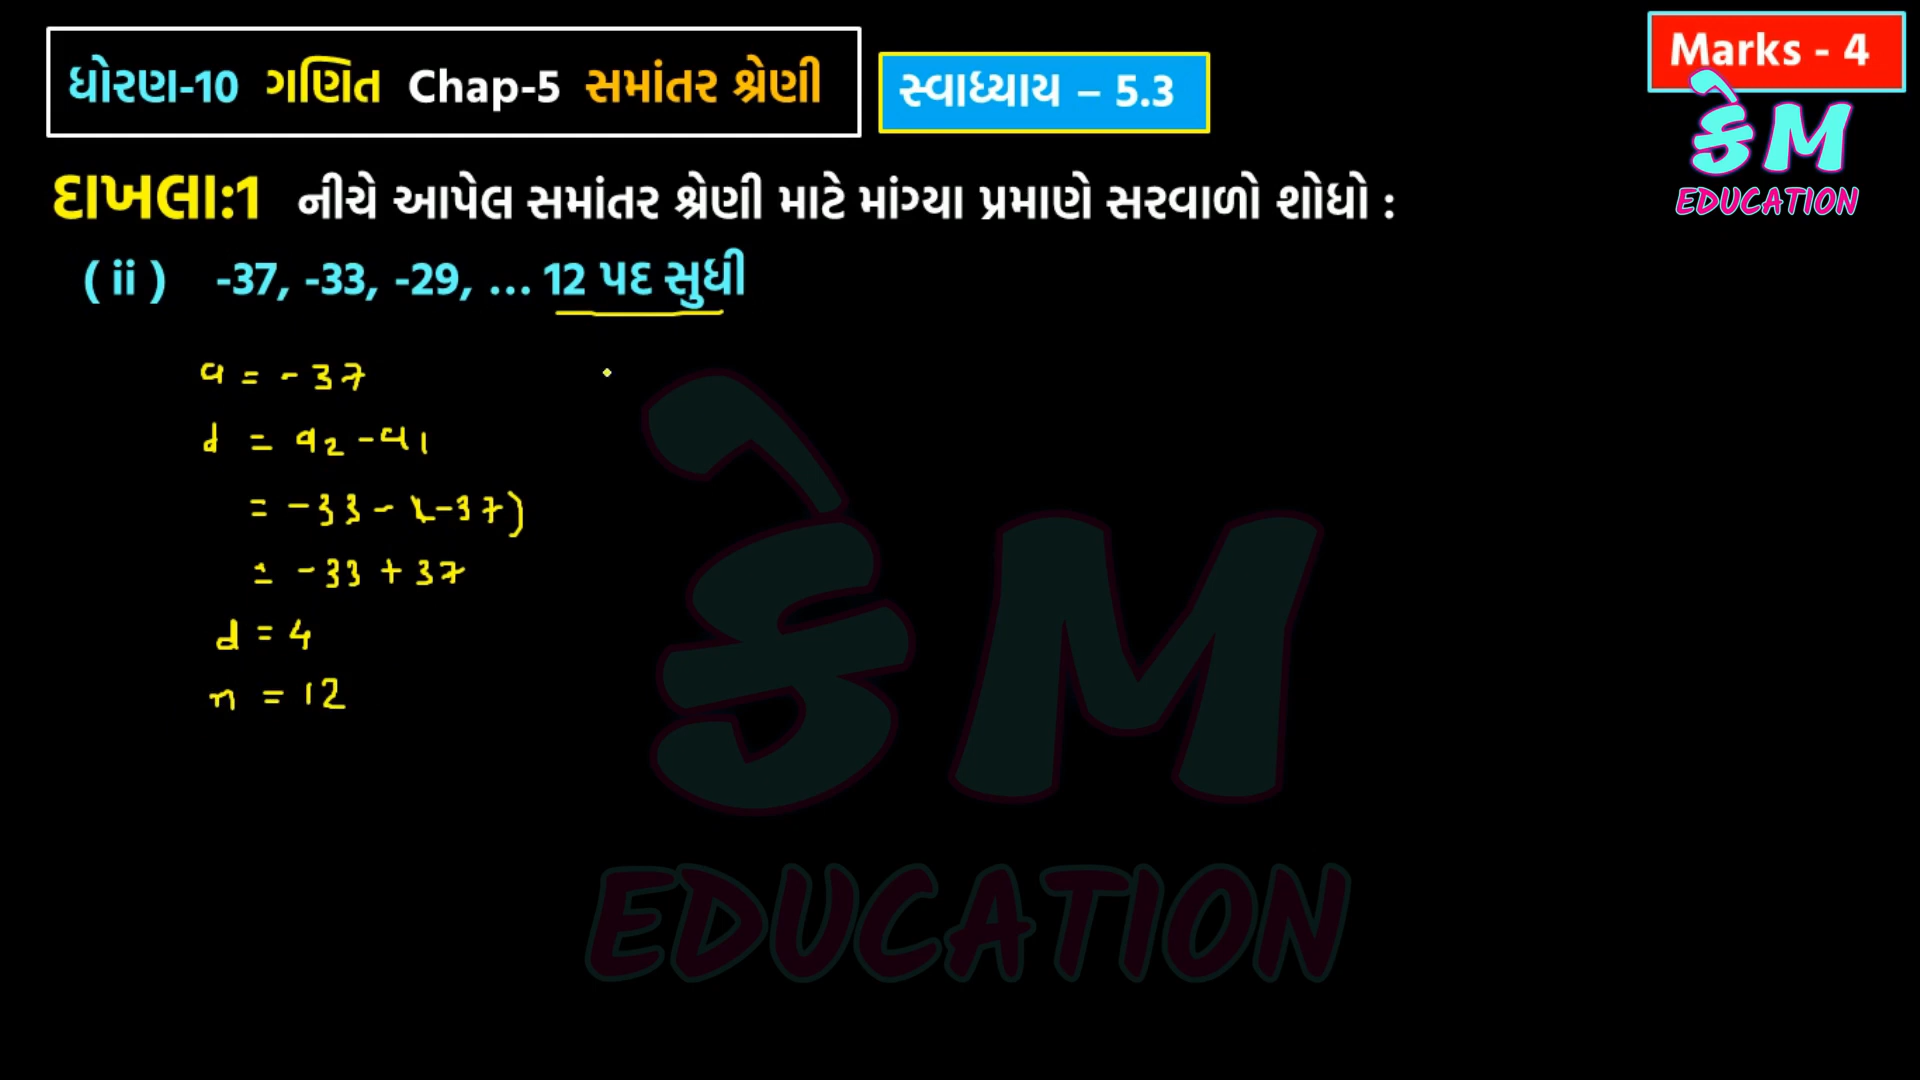 ધોરણ-10 ગણિત Chap-5 સમાંતર શ્રેણી
સ્વાધ્યાય – 5.3
Marks - 4
કેM
EDUCATION
દાખલા:1 નીચે આપેલ સમાંતર શ્રેણી માટે માંગ્યા પ્રમાણે સરવાળો શોધો :
( ii ) -37, -33, -29, ... 12 પદ સુધી
a = -37
d = a2 - a1
= -33 - (-37)
= -33 + 37
d = 4
n = 12
કેM
EDUCATION